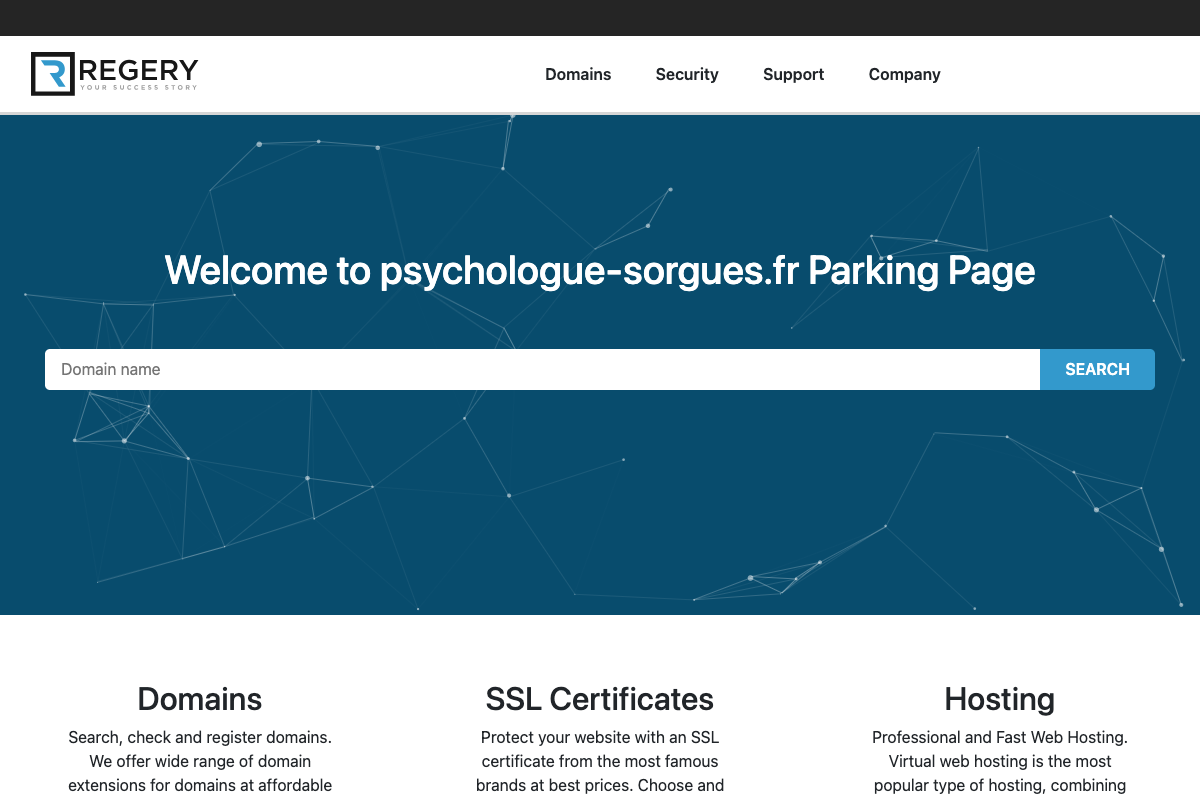 REGERY
YOUR SUCCESS STORY
Domains
Security
Support
Company
Welcome to psychologue-sorgues.fr Parking Page
Domain name
SEARCH
Domains
Search, check and register domains.
We offer wide range of domain
extensions for domains at affordable
SSL Certificates
Protect your website with an SSL
certificate from the most famous
brands at best prices. Choose and
Hosting
Professional and Fast Web Hosting.
Virtual web hosting is the most
popular type of hosting, combining